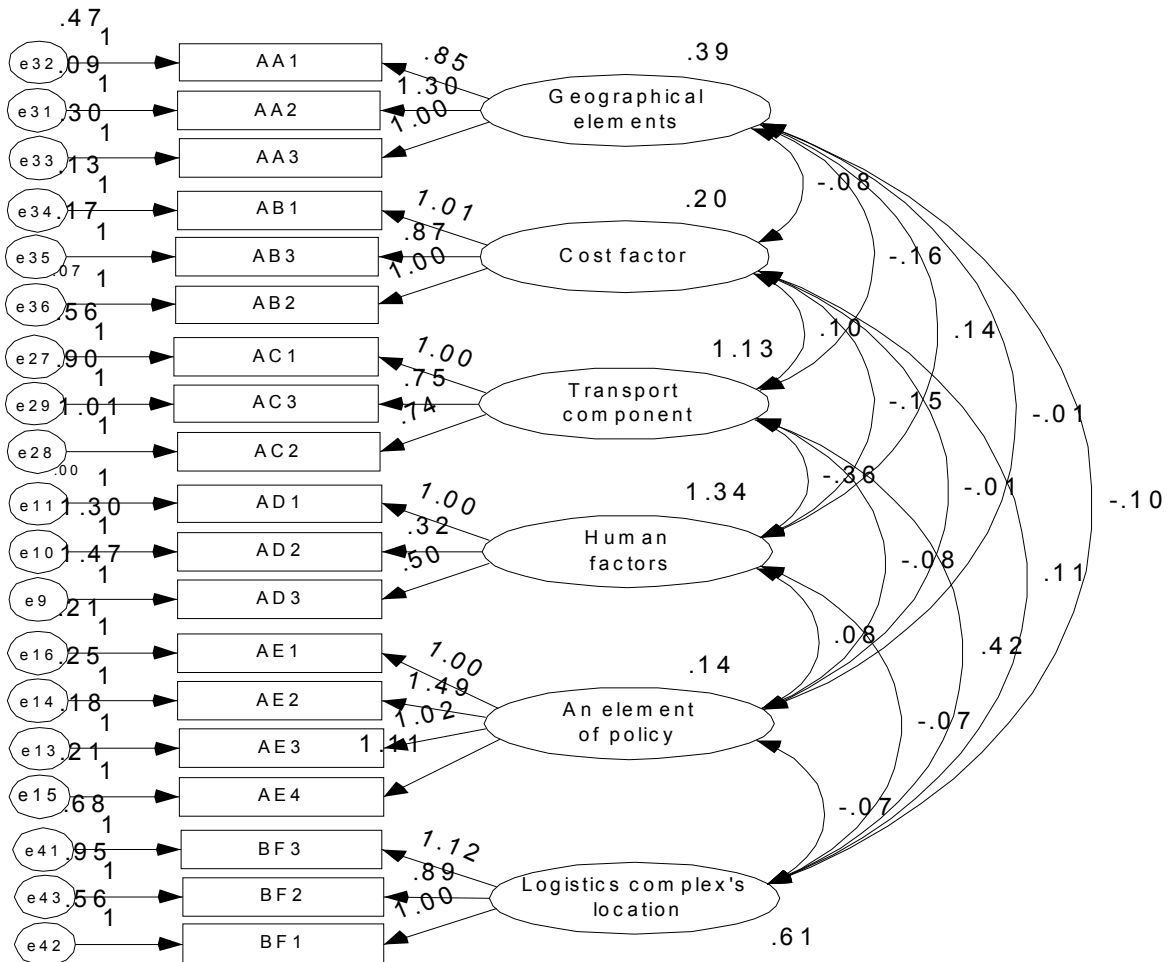 .47
1
e32
AA1
.85
.39
.09
1
e31
AA2
1.30
Geographical
elements
.30
1
e33
AA3
1.00
.13
1
e34
AB1
1.01
.20
-.08
.17
1
e35
AB3
.87
Cost factor
-.16
.07
1
e36
AB2
1.00
.56
1
e27
AC1
1.00
1.13
.10
.14
.90
1
e29
AC3
.75
Transport
component
-.15
-.01
1.01
1
e28
AC2
.74
.00
1
e11
AD1
1.00
1.34
-.36
-.01
-.10
1.30
1
e10
AD2
.32
Human
factors
-.08
.11
1.47
1
e9
AD3
.50
.21
1
e16
AE1
1.00
.14
.08
.42
.25
1
e14
AE2
1.49
An element
of policy
-.07
.18
1
e13
AE3
1.02
.21
1
e15
AE4
1.11
-.07
.68
1
e41
BF3
1.12
.95
1
e43
BF2
.89
Logistics complex's
location
.56
1
e42
BF1
1.00
.61